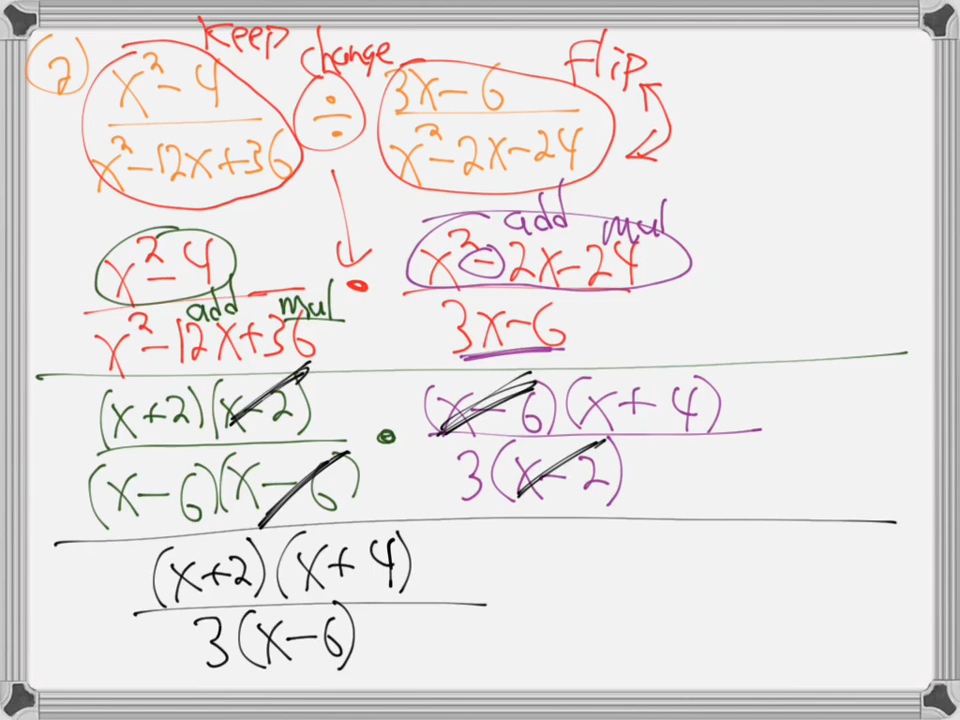 Keep change Flip
2) x² - 4 / x² - 12x + 36 ÷ 3x - 6 / x² - 2x - 24
add mul
x² - 4 / x² - 12x + 36 • x² - 2x - 24 / 3x - 6
add mul
(x+2)(x-2) / (x-6)(x-6) • (x-6)(x+4) / 3(x-2)
(x+2)(x+4) / 3(x-6)